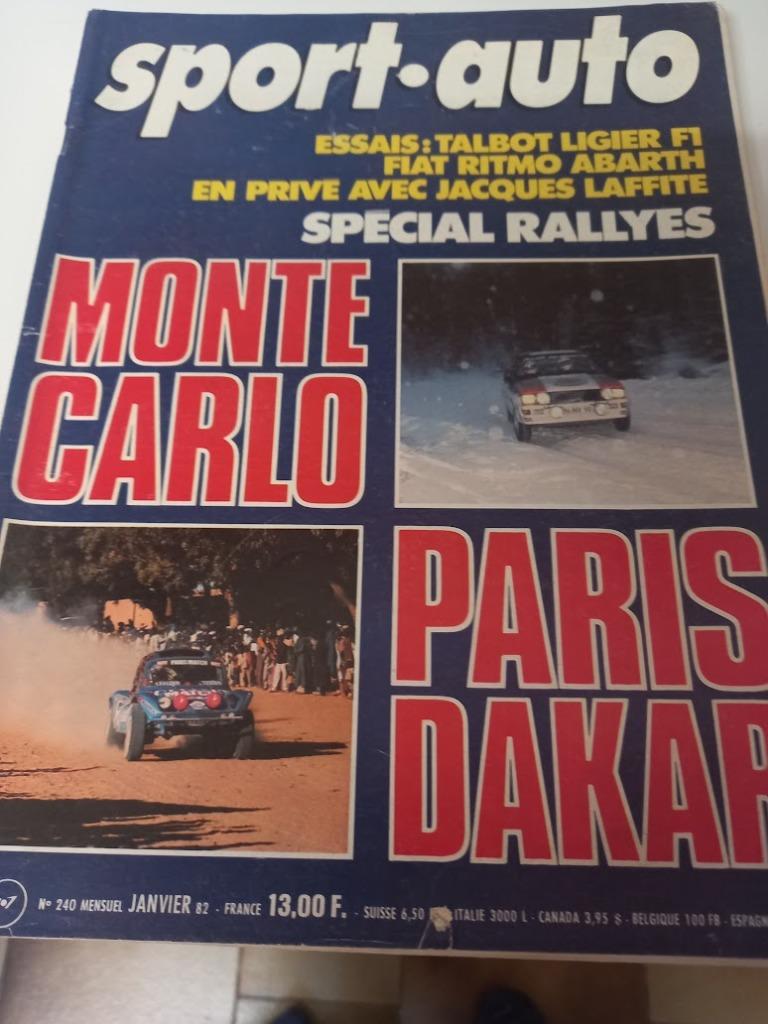 sport·auto
ESSAIS: TALBOT LIGIER F1
FIAT RITMO ABARTH
EN PRIVE AVEC JACQUES LAFFITE
SPECIAL RALLYES
MONTE
CARLO
PARIS
DAKAR
N° 240 MENSUEL JANVIER 82 - FRANCE 13,00 F. - SUISSE 6,50 ITALIE 3000 L - CANADA 3,95 $ - BELGIQUE 100 FB - ESPAGN